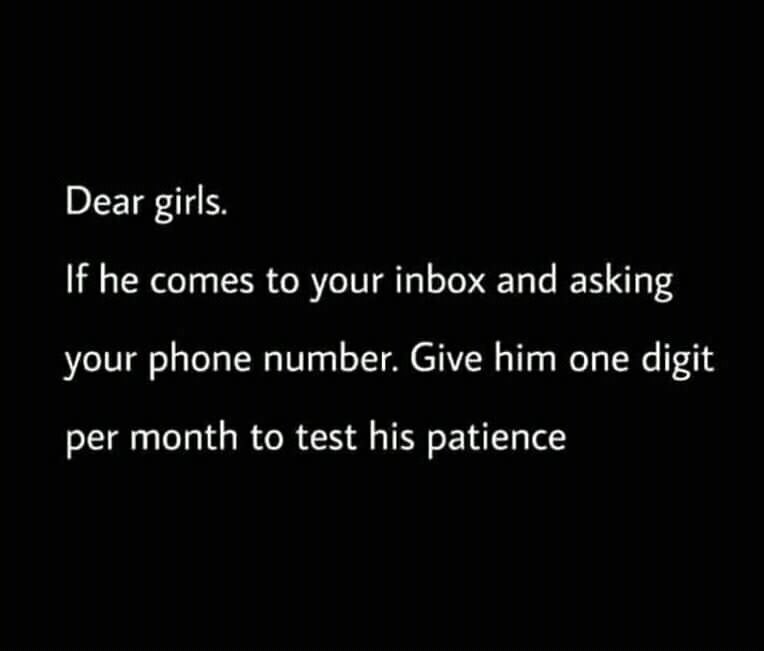 Dear girls.
If he comes to your inbox and asking
your phone number. Give him one digit
per month to test his patience